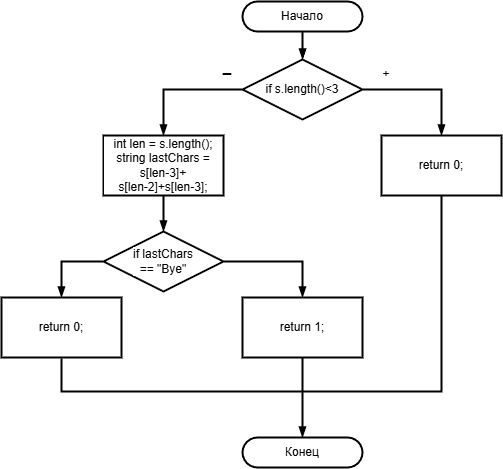 Начало
if s.length()<3
–
+
int len = s.length();
string lastChars =
s[len-3]+
s[len-2]+s[len-3];
return 0;
if lastChars
== "Bye"
return 0;
return 1;
Конец